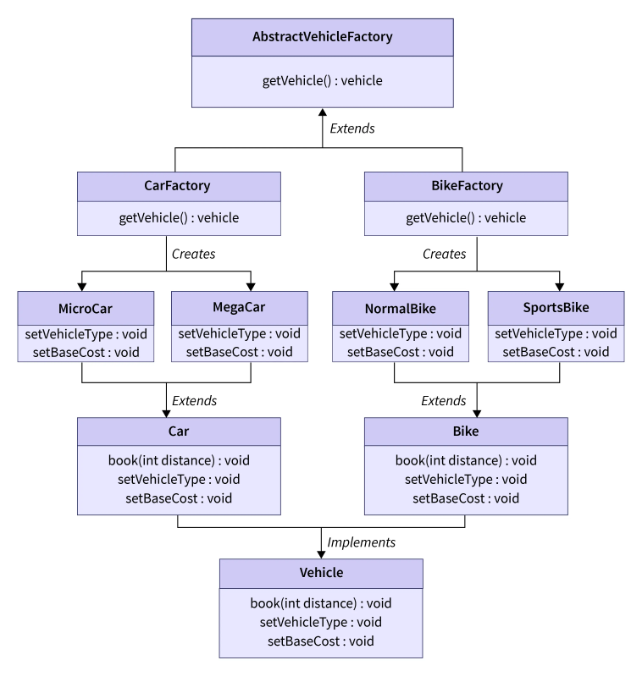 AbstractVehicleFactory
getVehicle() : vehicle
Extends
CarFactory
getVehicle() : vehicle
BikeFactory
getVehicle() : vehicle
Creates
Creates
MicroCar
setVehicleType : void
setBaseCost : void
MegaCar
setVehicleType : void
setBaseCost : void
NormalBike
setVehicleType : void
setBaseCost : void
SportsBike
setVehicleType : void
setBaseCost : void
Extends
Extends
Car
book(int distance) : void
setVehicleType : void
setBaseCost : void
Bike
book(int distance) : void
setVehicleType : void
setBaseCost : void
Implements
Vehicle
book(int distance) : void
setVehicleType : void
setBaseCost : void